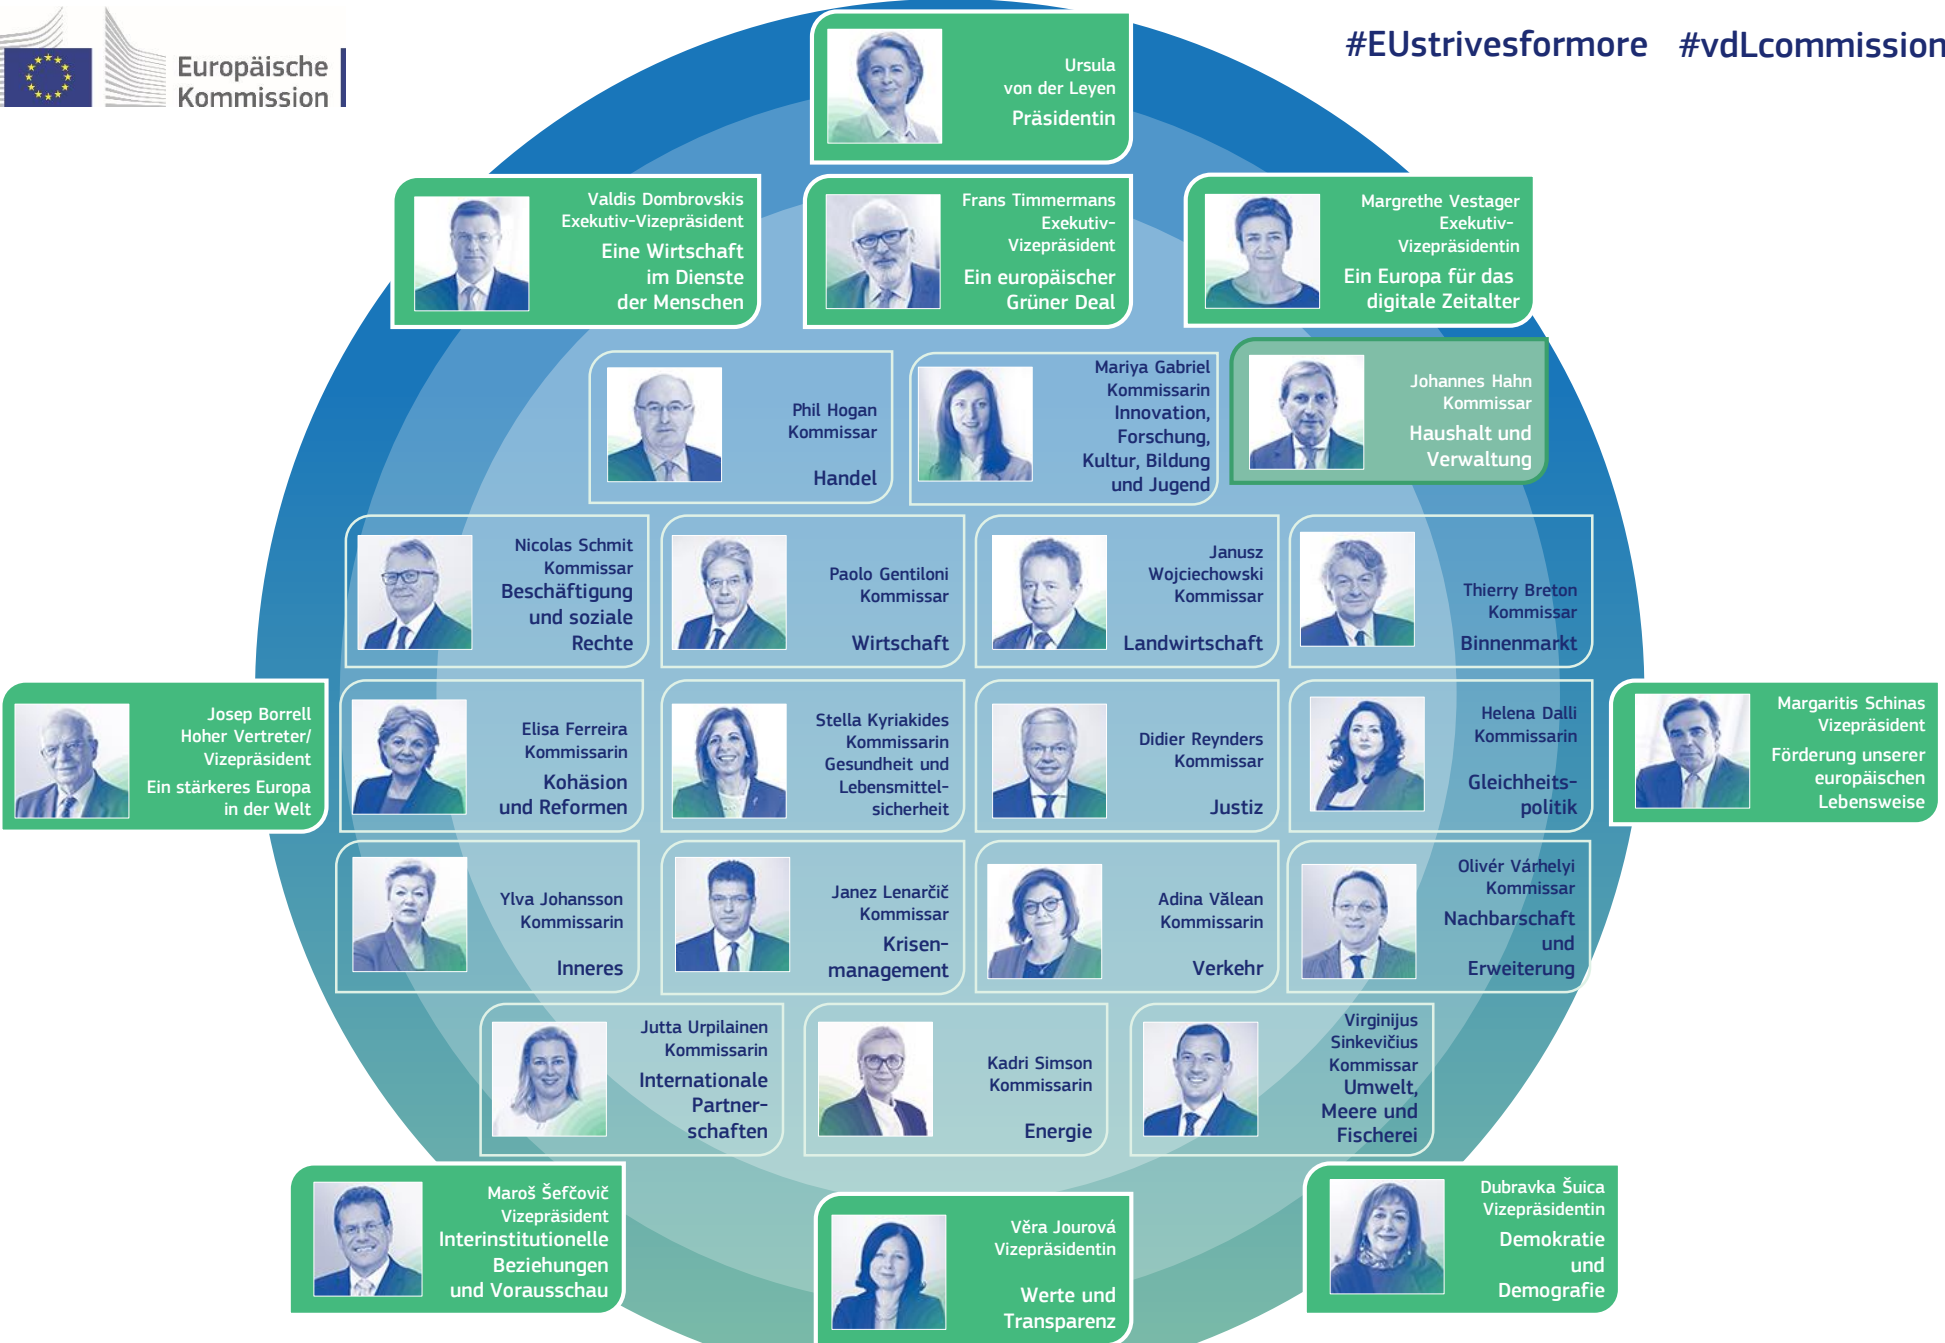 Europäische
Kommission
#EUstrivesformore #vdLcommission
Ursula
von der Leyen
Präsidentin
Valdis Dombrovskis
Exekutiv-Vizepräsident
Eine Wirtschaft
im Dienste
der Menschen
Frans Timmermans
Exekutiv-
Vizepräsident
Ein europäischer
Grüner Deal
Margrethe Vestager
Exekutiv-
Vizepräsidentin
Ein Europa für das
digitale Zeitalter
Phil Hogan
Kommissar
Handel
Mariya Gabriel
Kommissarin
Innovation,
Forschung,
Kultur, Bildung
und Jugend
Johannes Hahn
Kommissar
Haushalt und
Verwaltung
Nicolas Schmit
Kommissar
Beschäftigung
und soziale
Rechte
Paolo Gentiloni
Kommissar
Wirtschaft
Janusz
Wojciechowski
Kommissar
Landwirtschaft
Thierry Breton
Kommissar
Binnenmarkt
Josep Borrell
Hoher Vertreter/
Vizepräsident
Ein stärkeres Europa
in der Welt
Elisa Ferreira
Kommissarin
Kohäsion
und Reformen
Stella Kyriakides
Kommissarin
Gesundheit und
Lebensmittel-
sicherheit
Didier Reynders
Kommissar
Justiz
Helena Dalli
Kommissarin
Gleichheits-
politik
Margaritis Schinas
Vizepräsident
Förderung unserer
europäischen
Lebensweise
Ylva Johansson
Kommissarin
Inneres
Janez Lenarčič
Kommissar
Krisen-
management
Adina Vălean
Kommissarin
Verkehr
Olivér Várhelyi
Kommissar
Nachbarschaft
und
Erweiterung
Jutta Urpilainen
Kommissarin
Internationale
Partner-
schaften
Kadri Simson
Kommissarin
Energie
Virginijus
Sinkevičius
Kommissar
Umwelt,
Meere und
Fischerei
Maroš Šefčovič
Vizepräsident
Interinstitutionelle
Beziehungen
und Vorausschau
Věra Jourová
Vizepräsidentin
Werte und
Transparenz
Dubravka Šuica
Vizepräsidentin
Demokratie
und
Demografie